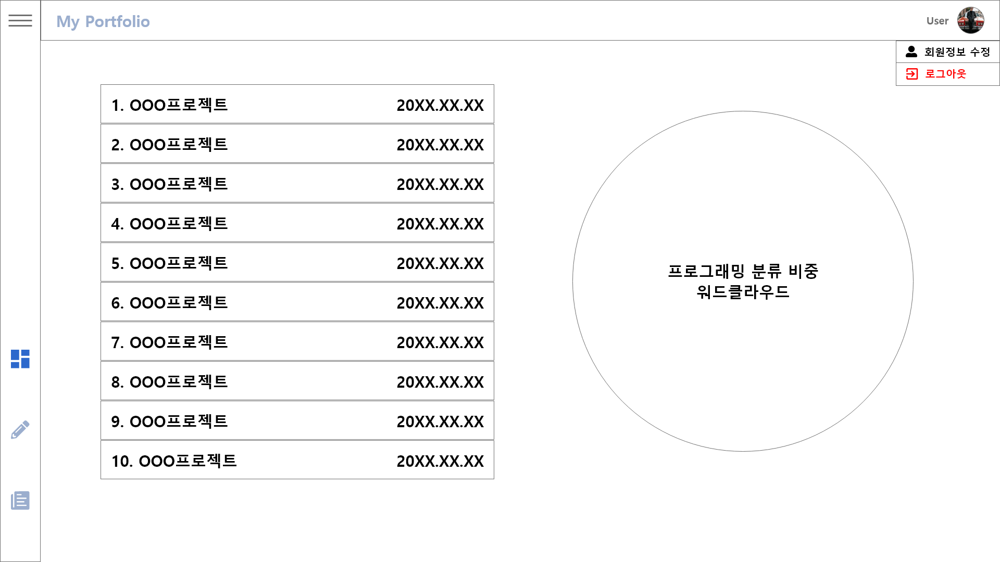 My Portfolio
User
회원정보 수정
로그아웃
1. OOO프로젝트 20XX.XX.XX
2. OOO프로젝트 20XX.XX.XX
3. OOO프로젝트 20XX.XX.XX
4. OOO프로젝트 20XX.XX.XX
5. OOO프로젝트 20XX.XX.XX
6. OOO프로젝트 20XX.XX.XX
7. OOO프로젝트 20XX.XX.XX
8. OOO프로젝트 20XX.XX.XX
9. OOO프로젝트 20XX.XX.XX
10. OOO프로젝트 20XX.XX.XX
프로그래밍 분류 비중
워드클라우드